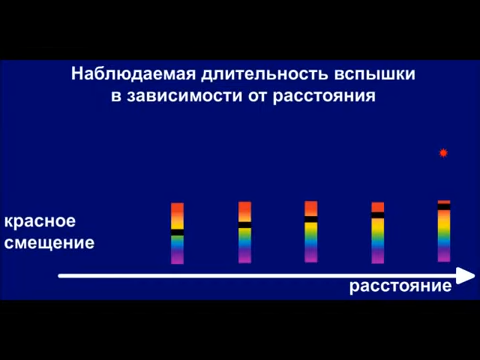 Наблюдаемая длительность вспышки
в зависимости от расстояния
красное
смещение
расстояние